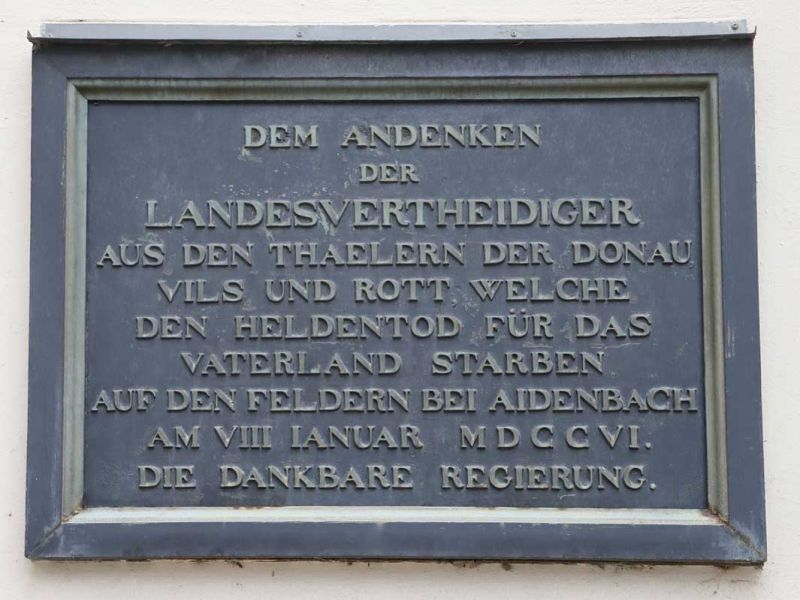 DEM ANDENKEN
DER
LANDESVERTHEIDIGER
AUS DEN THAELERN DER DONAU
VILS UND ROTT WELCHE
DEN HELDENTOD FÜR DAS
VATERLAND STARBEN
AUF DEN FELDERN BEI AIDENBACH
AM VIII IANUAR MDCCVI.
DIE DANKBARE REGIERUNG.